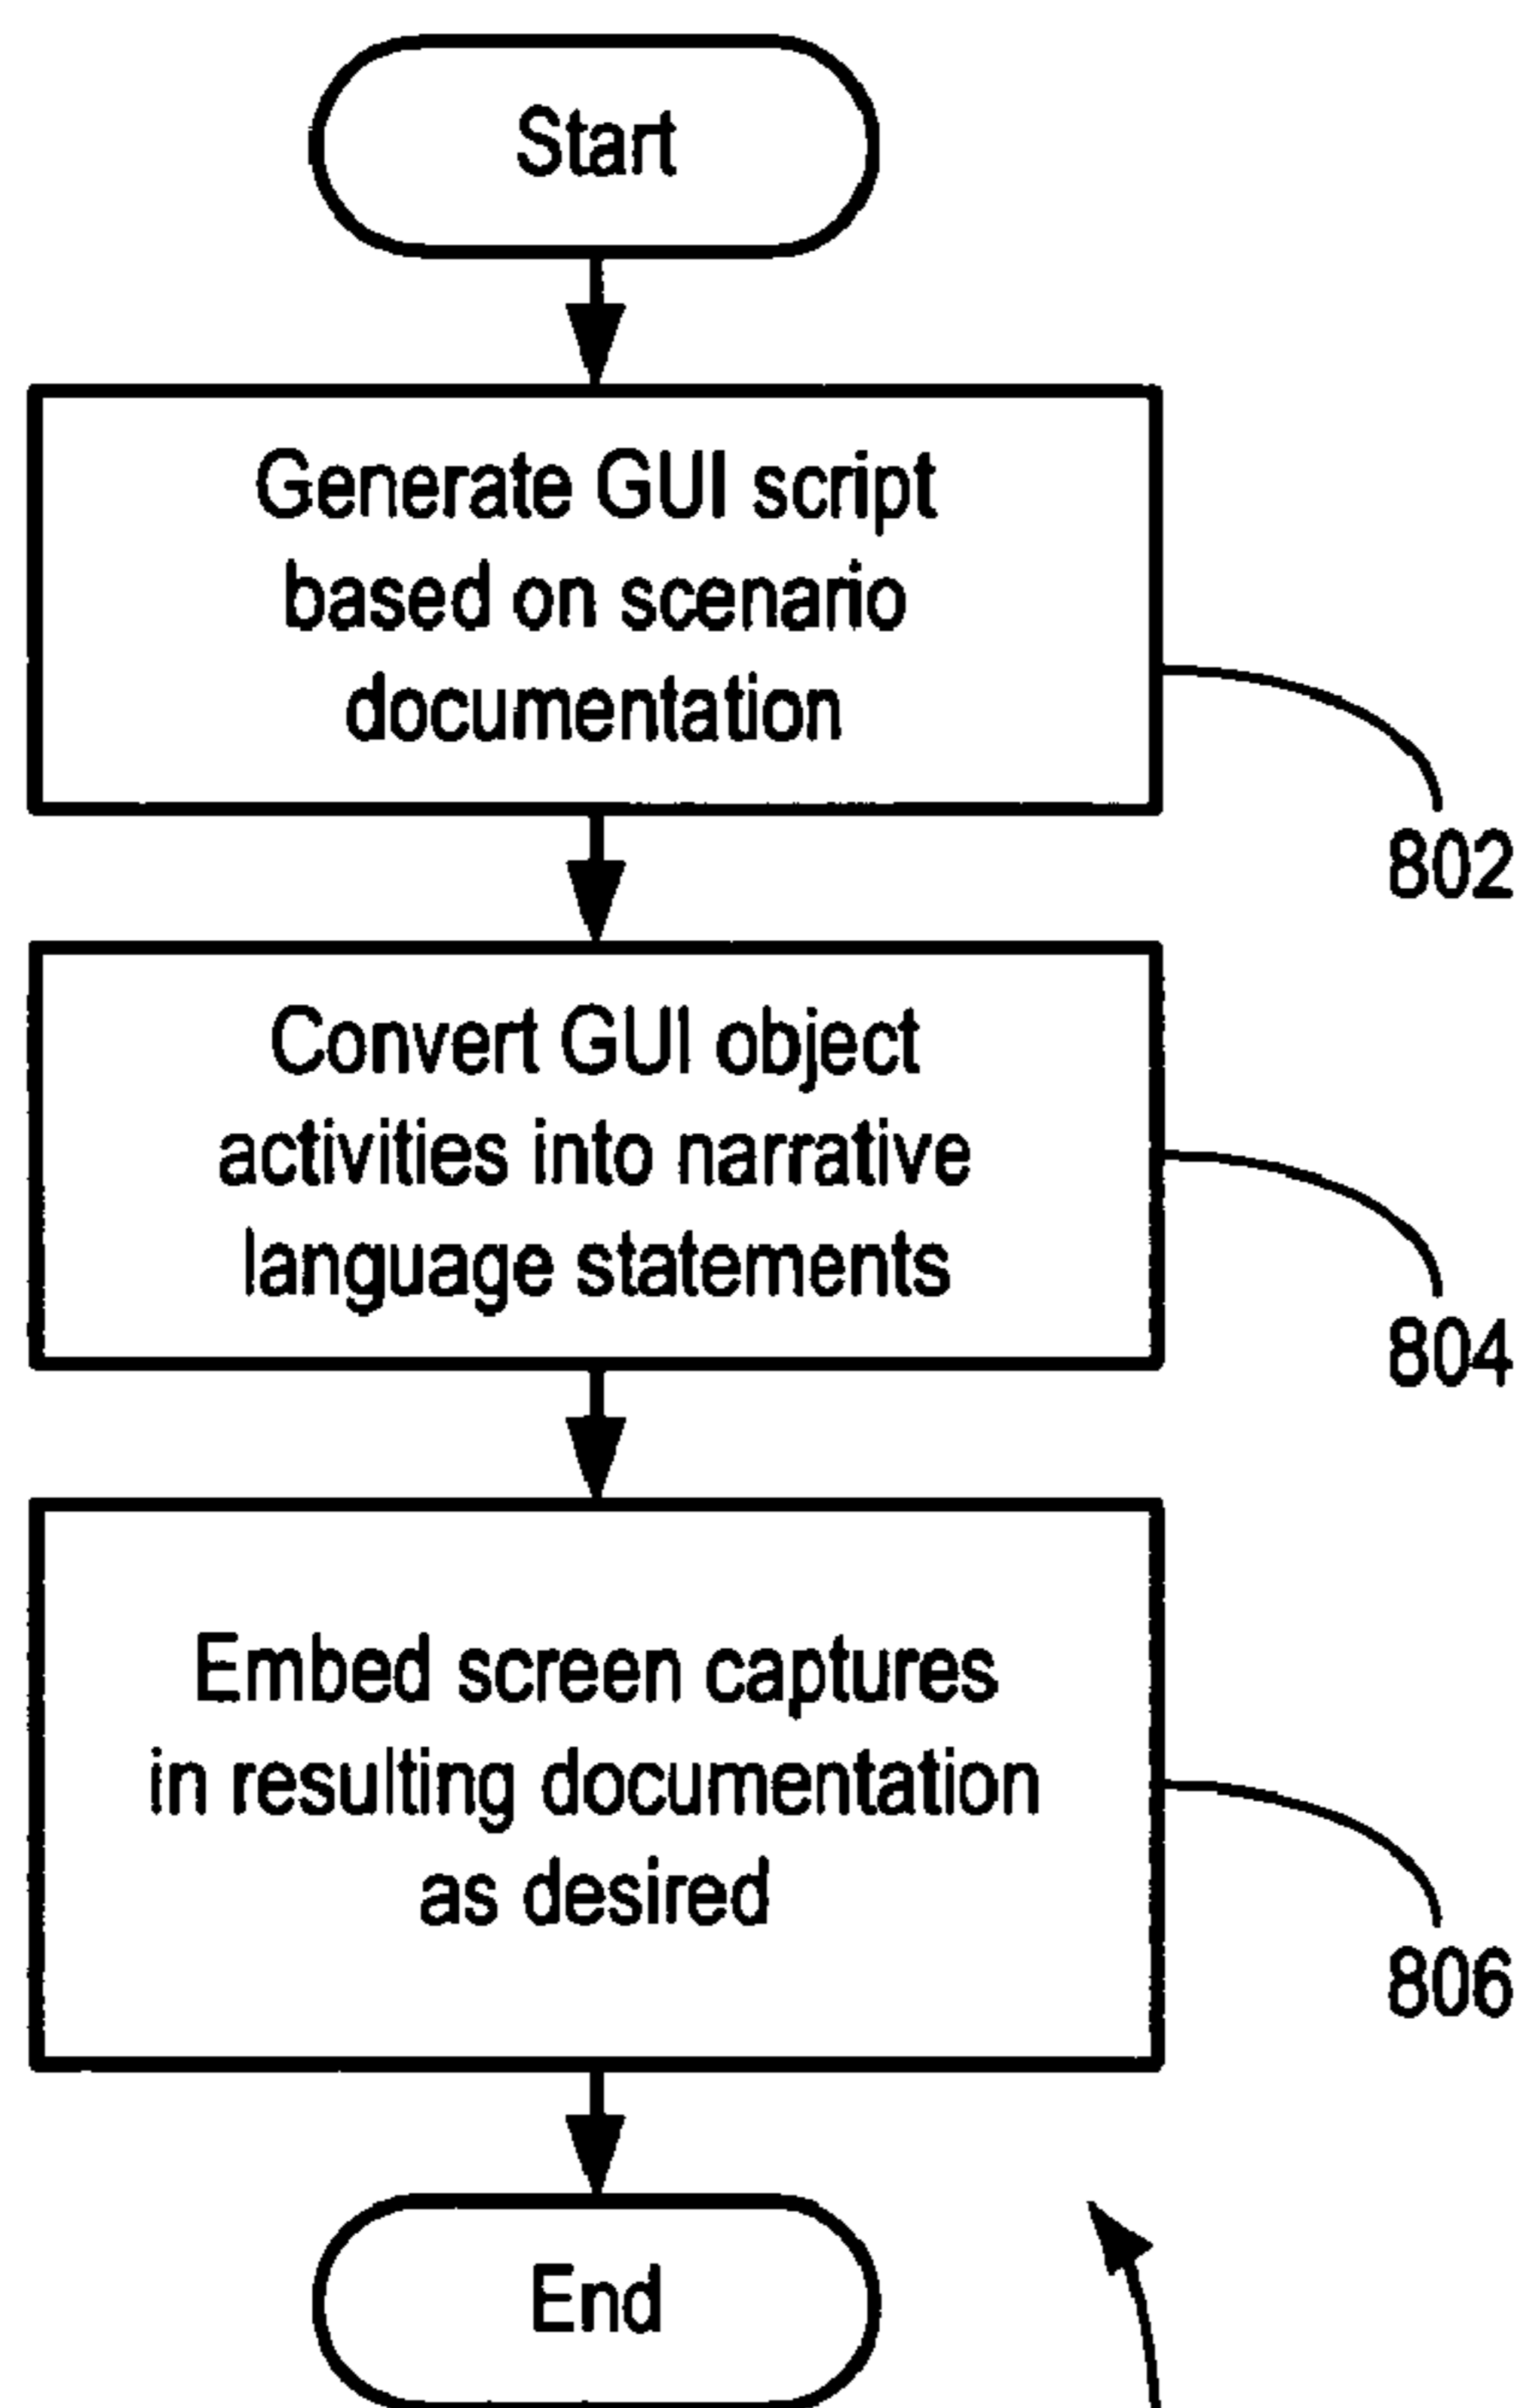 Start
Generate GUI script
based on scenario
documentation
802
Convert GUI object
activities into narrative
language statements
804
Embed screen captures
in resulting documentation
as desired
806
End